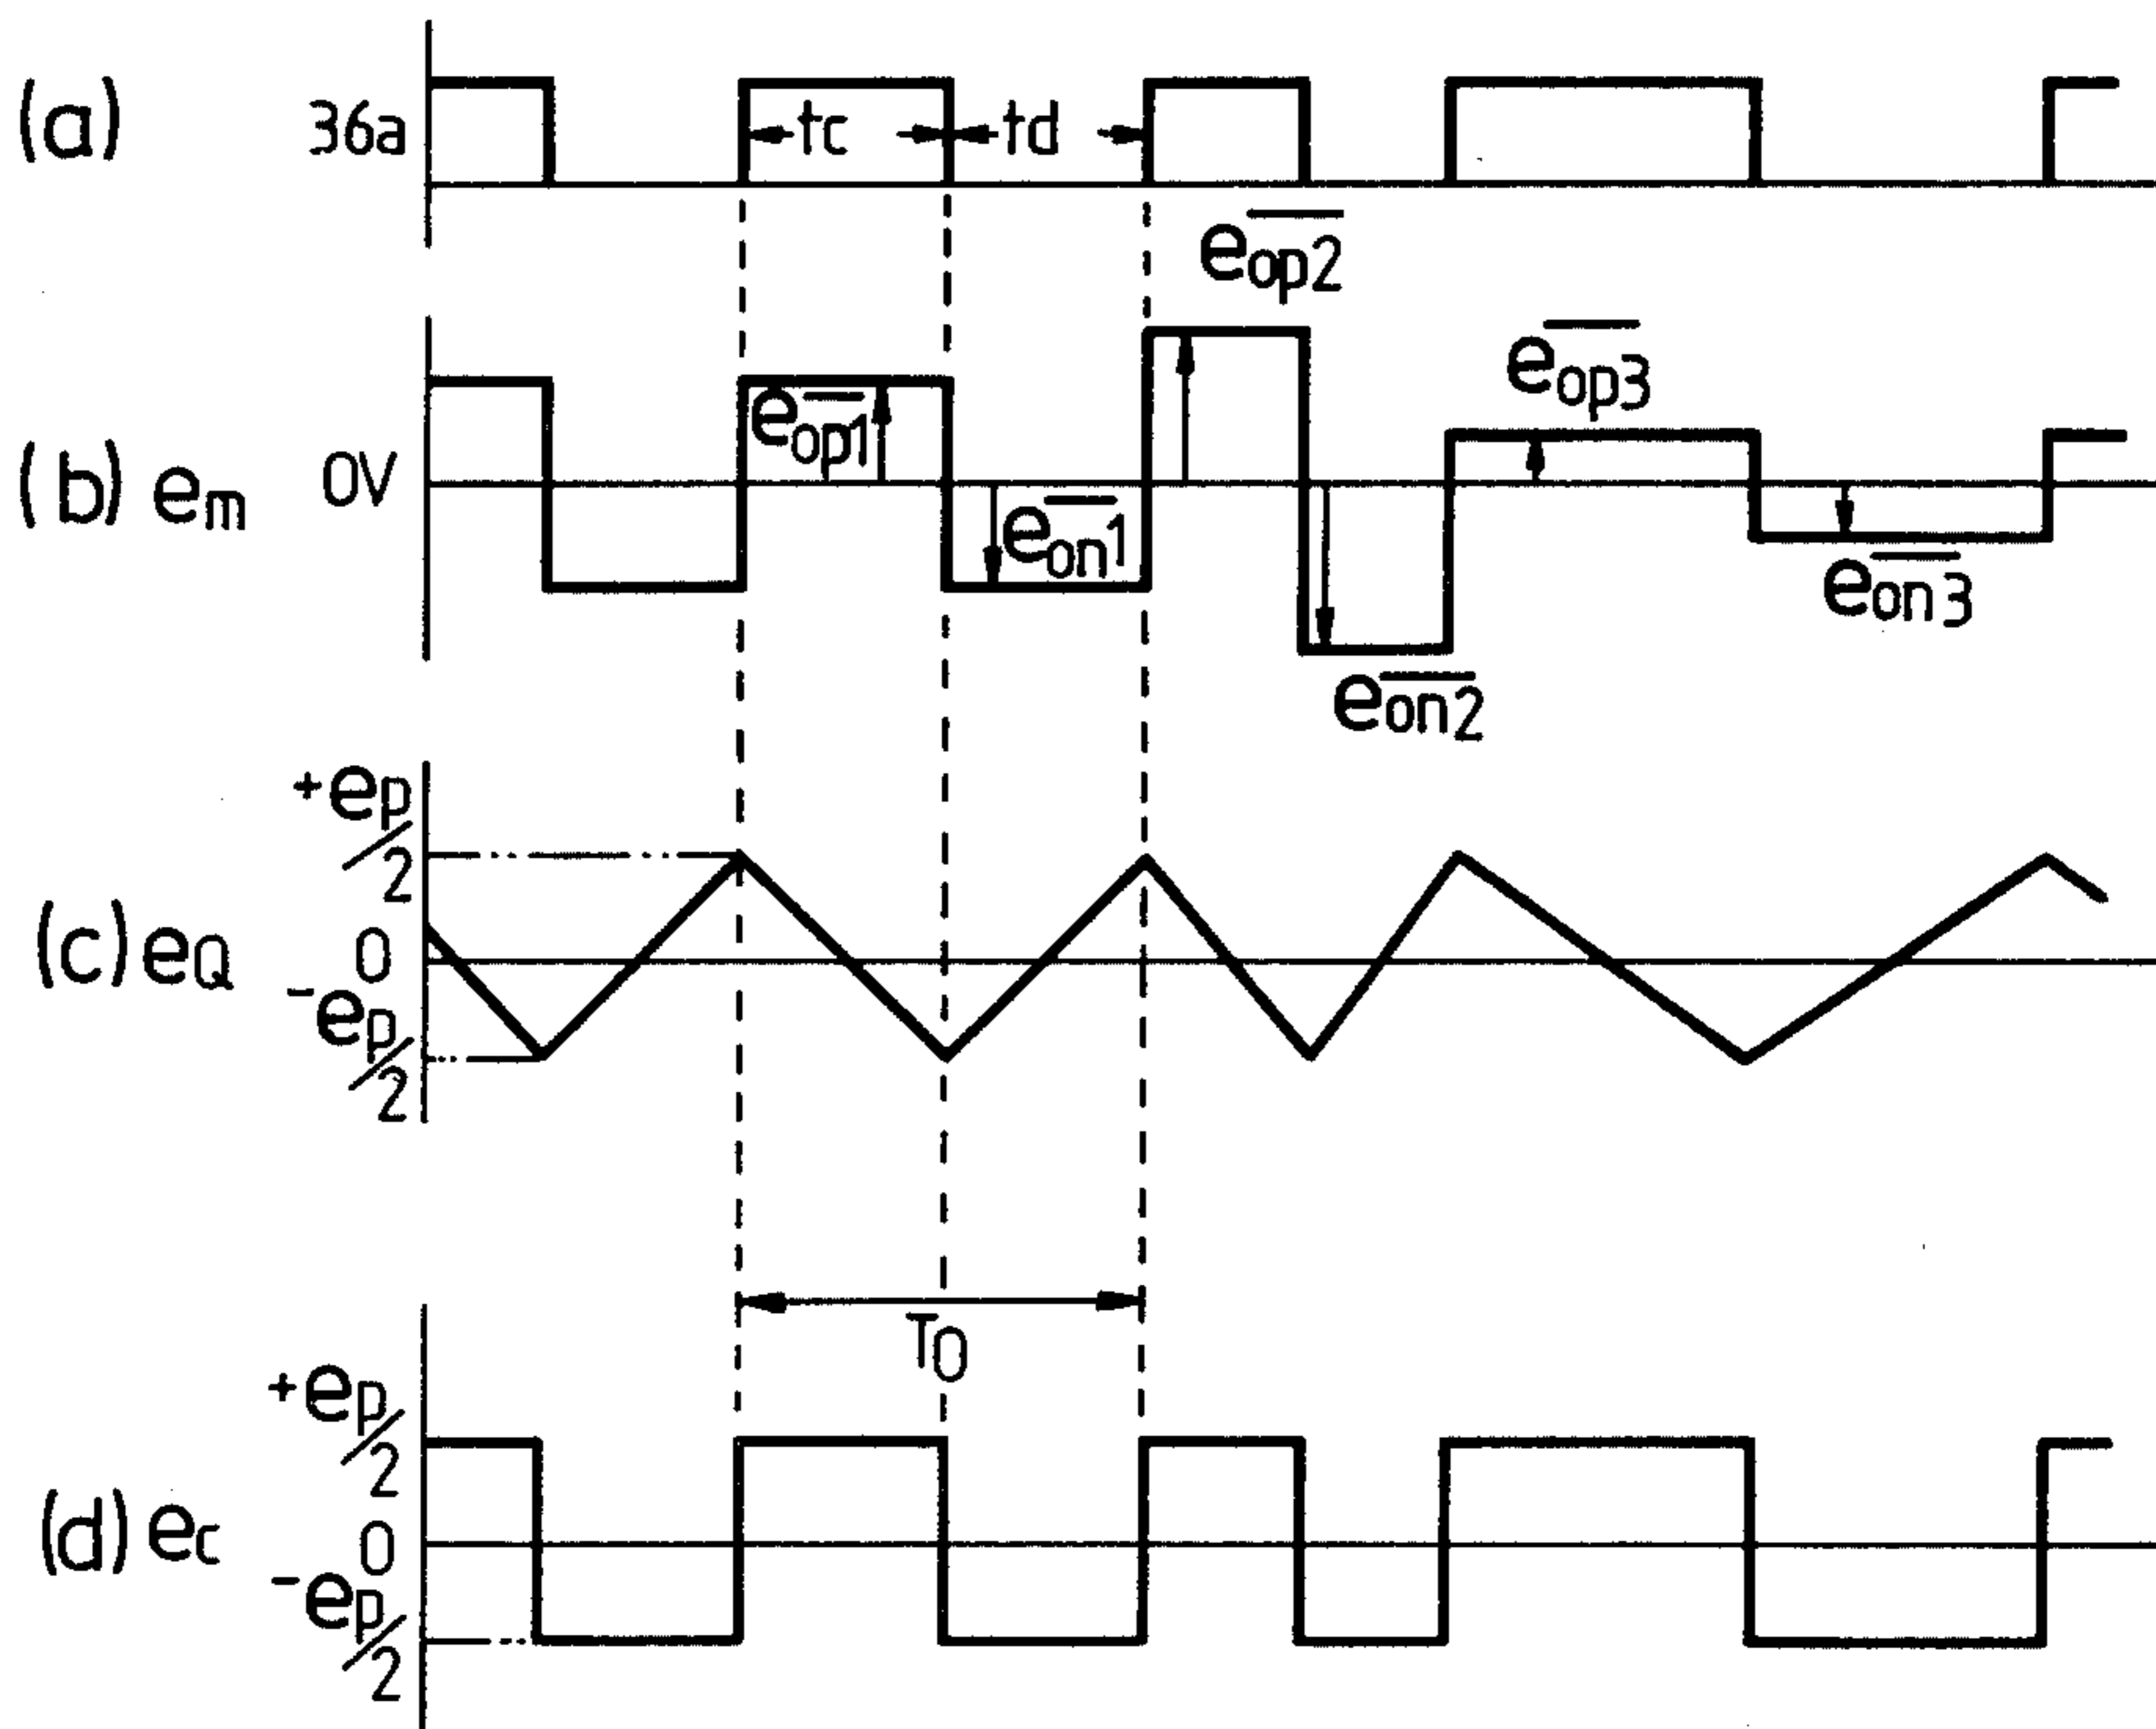 (a) 36a tc td
eop2
(b) em 0V eop1 eon1 eop3
eon3
eon2
+ep/2
(c) eQ 0
-ep/2
To
+ep/2
(d) ec 0
-ep/2